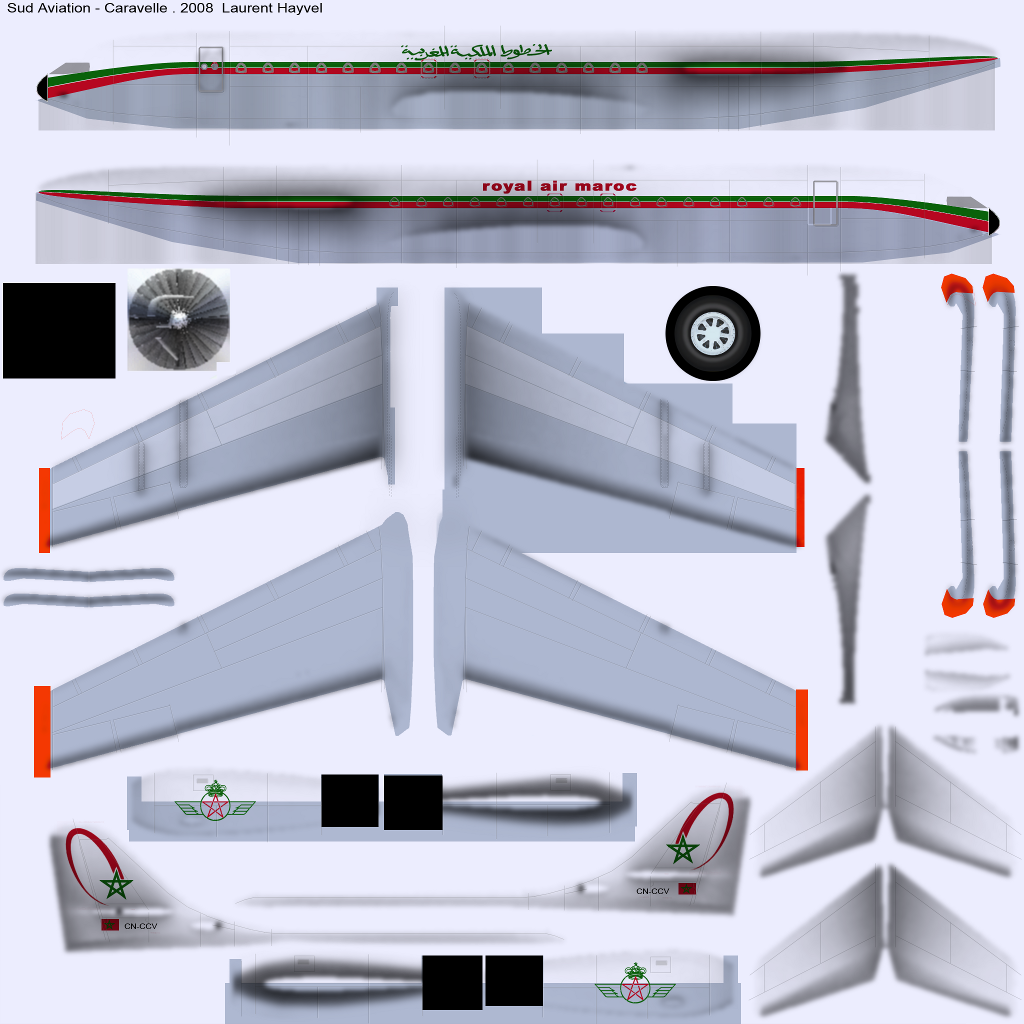 Sud Aviation - Caravelle . 2008 Laurent Hayvel
الخطوط الملكية المغربية
royal air maroc
CN-CCV
CN-CCV